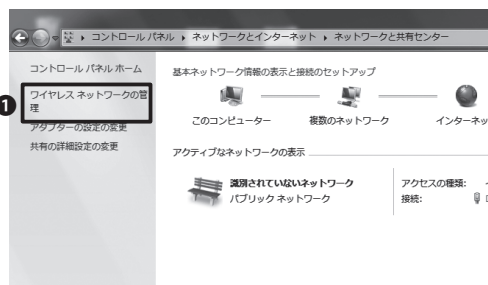 コントロール パネル ▸ ネットワークとインターネット ▸ ネットワークと共有センター
コントロール パネル ホーム
ワイヤレス ネットワークの管
理
アダプターの設定の変更
共有の詳細設定の変更
1
基本ネットワーク情報の表示と接続のセットアップ
このコンピューター 複数のネットワーク インターネッ
アクティブなネットワークの表示
識別されていないネットワーク
パブリック ネットワーク
アクセスの種類:
接続: